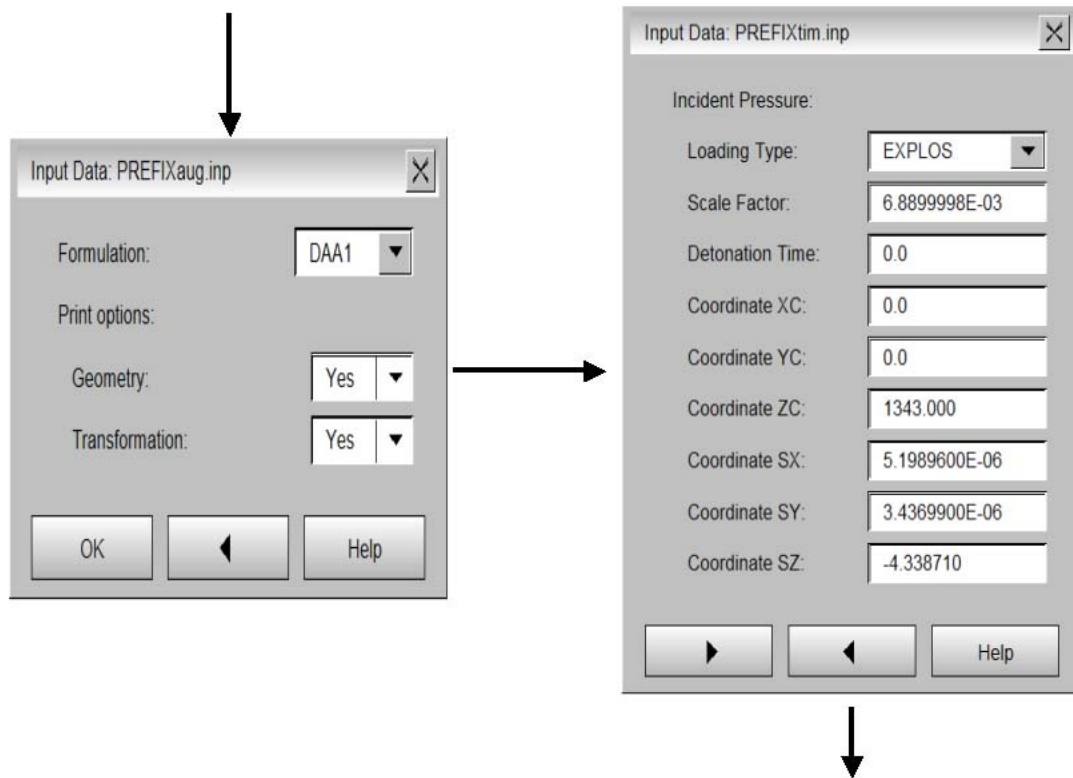 Input Data: PREFIXaug.inp
Formulation: DAA1
Print options:
Geometry: Yes
Transformation: Yes
OK Help
Input Data: PREFIXtim.inp
Incident Pressure:
Loading Type: EXPLOS
Scale Factor: 6.8899998E-03
Detonation Time: 0.0
Coordinate XC: 0.0
Coordinate YC: 0.0
Coordinate ZC: 1343.000
Coordinate SX: 5.1989600E-06
Coordinate SY: 3.4369900E-06
Coordinate SZ: -4.338710
Help